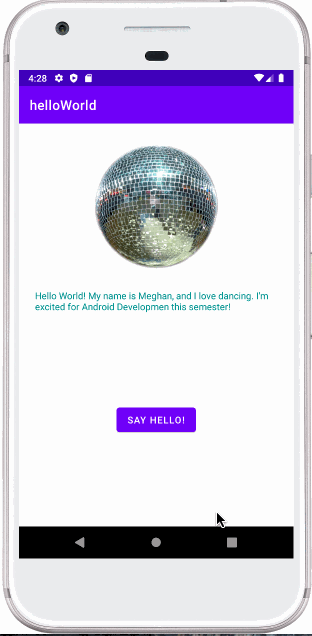 4:28
helloWorld
Hello World! My name is Meghan, and I love dancing. I'm
excited for Android Developmen this semester!
SAY HELLO!